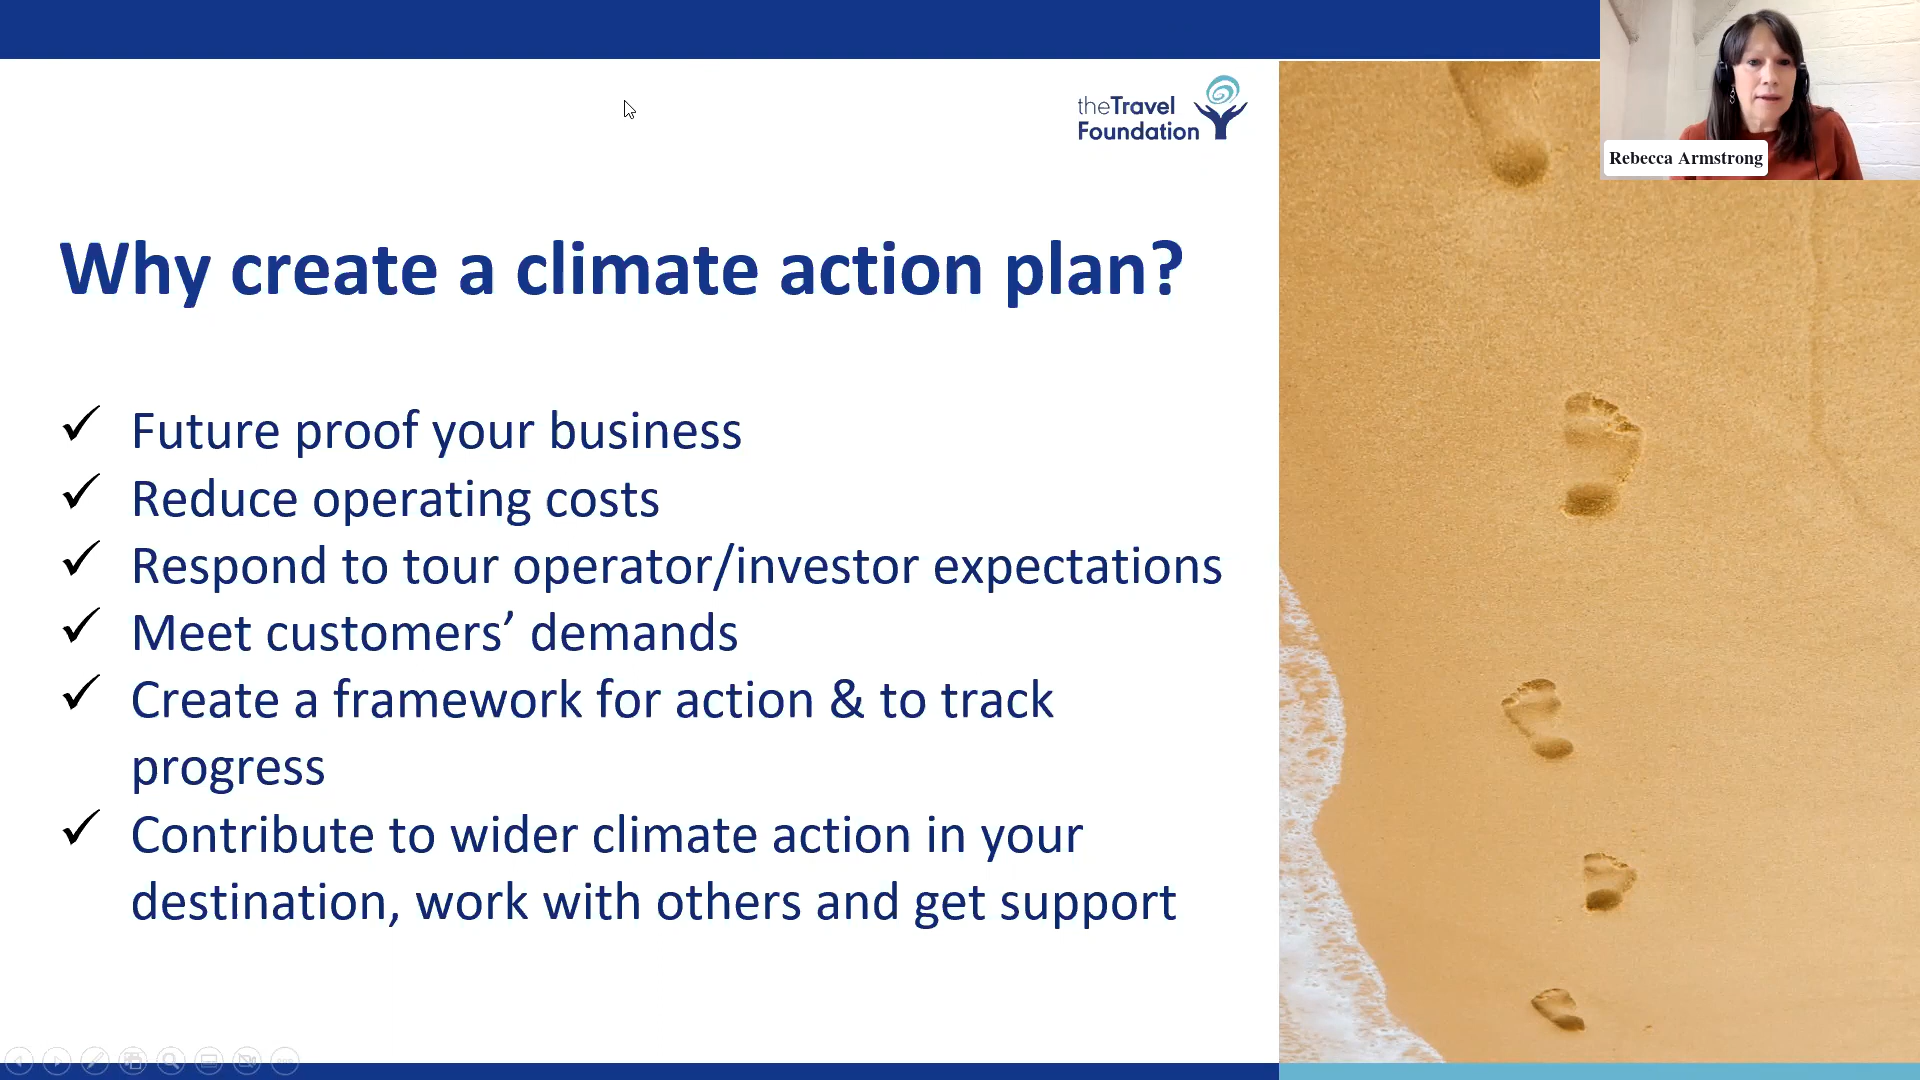 theTravel
Foundation
Rebecca Armstrong
Why create a climate action plan?
✓ Future proof your business
✓ Reduce operating costs
✓ Respond to tour operator/investor expectations
✓ Meet customers’ demands
✓ Create a framework for action & to track
progress
✓ Contribute to wider climate action in your
destination, work with others and get support